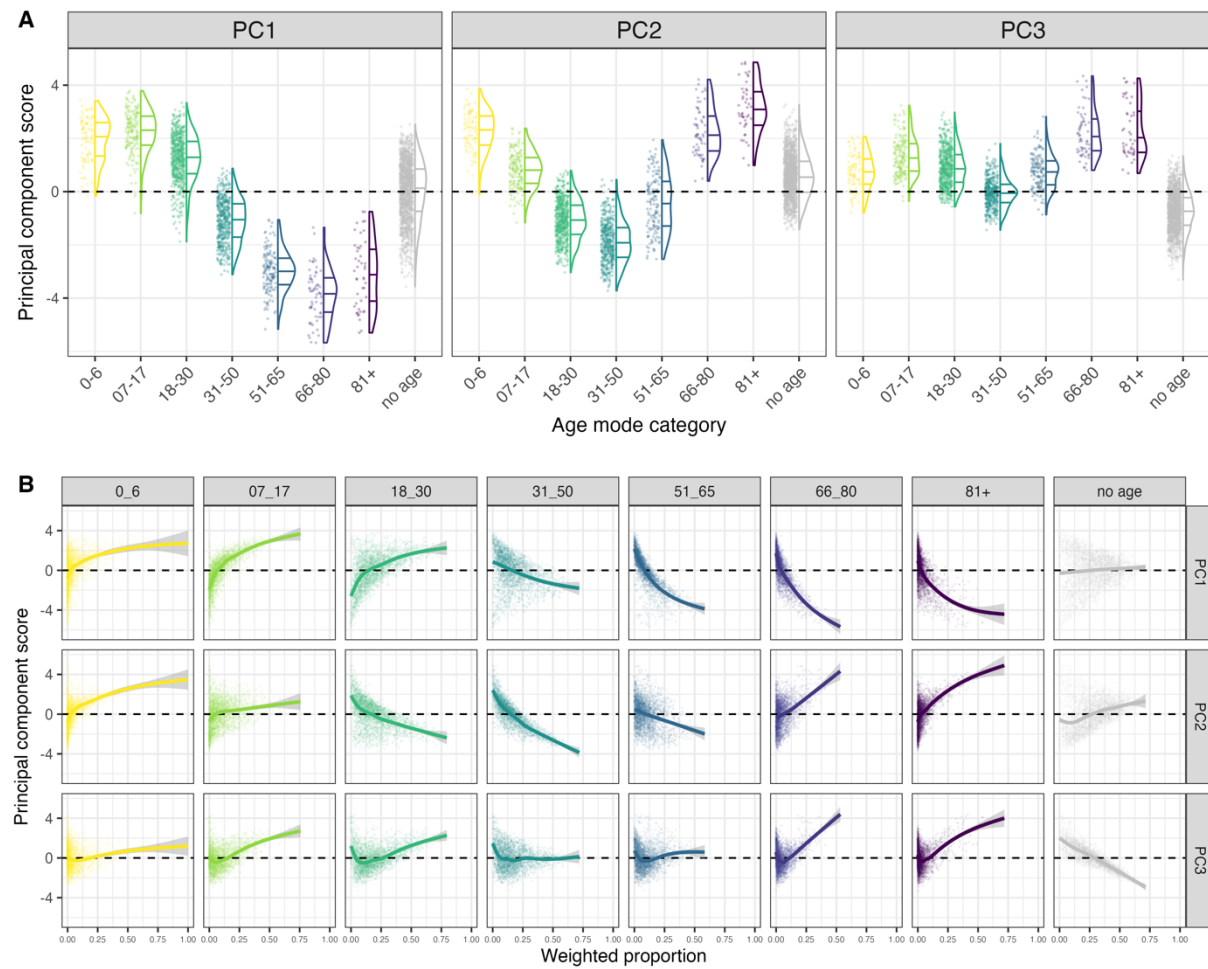 A
PC1 PC2 PC3
Principal component score
4
0
-4
0-6 07-17 18-30 31-50 51-65 66-80 81+ no age 0-6 07-17 18-30 31-50 51-65 66-80 81+ no age 0-6 07-17 18-30 31-50 51-65 66-80 81+ no age
Age mode category
B
0_6 07_17 18_30 31_50 51_65 66_80 81+ no age
Principal component score
4
0
-4
PC1
4
0
-4
PC2
4
0
-4
PC3
0.00 0.25 0.50 0.75 1.00 0.00 0.25 0.50 0.75 1.00 0.00 0.25 0.50 0.75 1.00 0.00 0.25 0.50 0.75 1.00 0.00 0.25 0.50 0.75 1.00 0.00 0.25 0.50 0.75 1.00 0.00 0.25 0.50 0.75 1.00 0.00 0.25 0.50 0.75 1.00
Weighted proportion